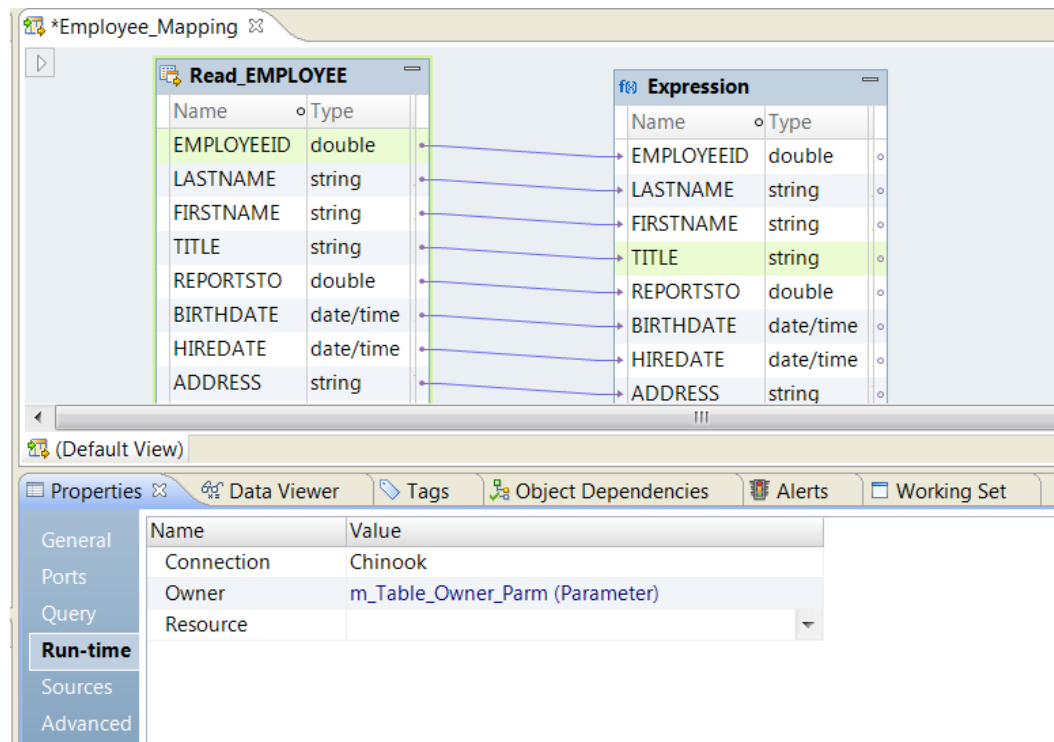 *Employee_Mapping
Read_EMPLOYEE
Name Type
EMPLOYEEID double
LASTNAME string
FIRSTNAME string
TITLE string
REPORTSTO double
BIRTHDATE date/time
HIREDATE date/time
ADDRESS string
f(x) Expression
Name Type
EMPLOYEEID double
LASTNAME string
FIRSTNAME string
TITLE string
REPORTSTO double
BIRTHDATE date/time
HIREDATE date/time
ADDRESS string
(Default View)
Properties Data Viewer Tags Object Dependencies Alerts Working Set
General
Ports
Query
Run-time
Sources
Advanced
Name Value
Connection Chinook
Owner m_Table_Owner_Parm (Parameter)
Resource